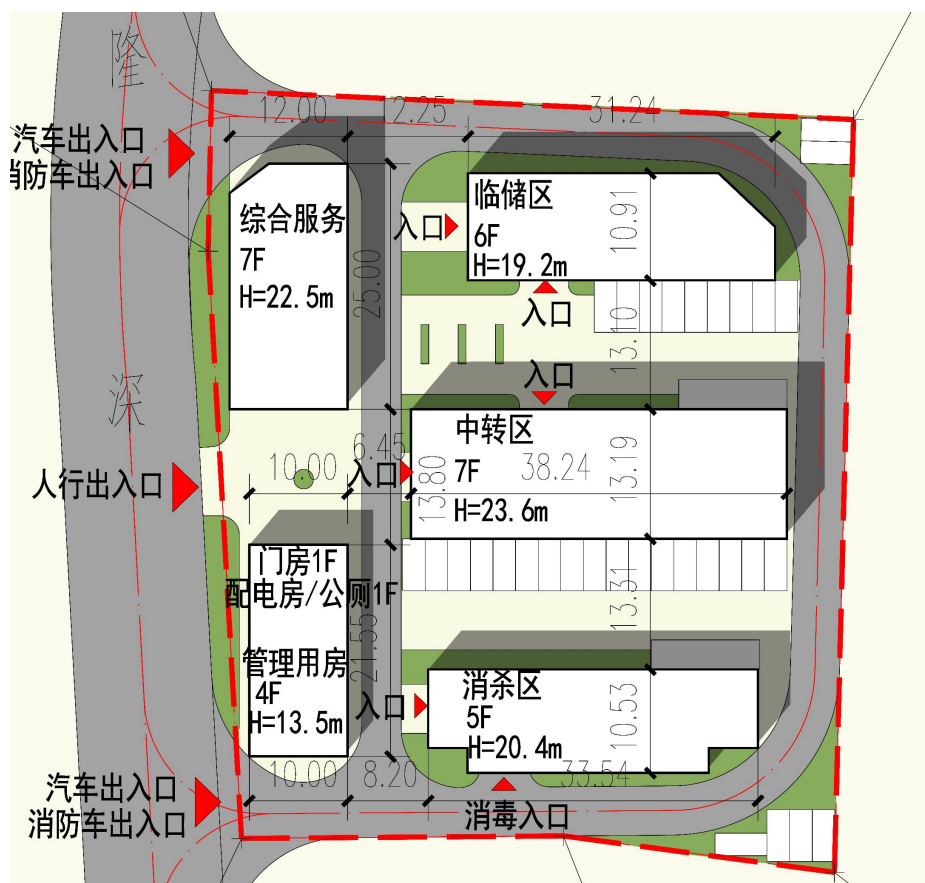 隆
12.00
12.25
31.24
汽车出入口
消防车出入口
综合服务
7F
H=22.5m
25.00
入口
临储区
6F
H=19.2m
10.91
入口
13.10
深
入口
中转区
7F
H=23.6m
38.24
13.19
6.45
10.00
入口
13.80
人行出入口
门房1F
配电房/公厕1F
13.31
21.55
管理用房
4F
H=13.5m
入口
消杀区
5F
H=20.4m
10.53
10.00
8.20
33.54
汽车出入口
消防车出入口
消毒入口